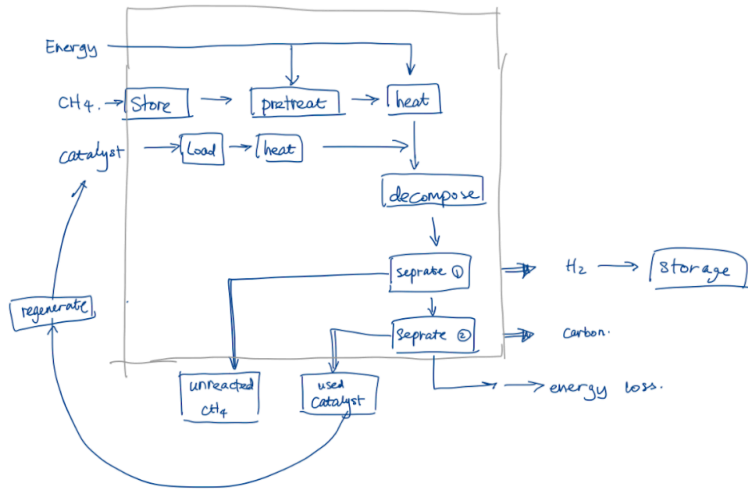 Energy
CH4. Store pretreat heat
catalyst Load heat
decompose
seprate ① H2 storage
regenerate
seprate ② Carbon.
unreacted
CH4
used
Catalyst
energy loss.